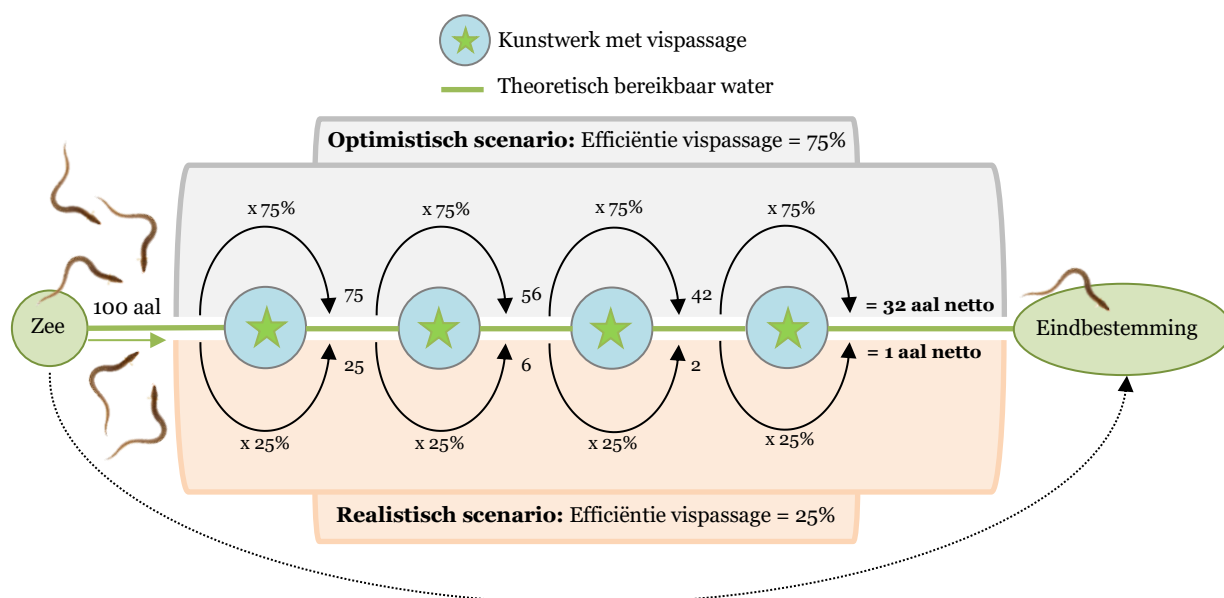 Kunstwerk met vispassage
Theoretisch bereikbaar water
Optimistisch scenario: Efficiëntie vispassage = 75%
x 75%
x 75%
x 75%
x 75%
100 aal
75
56
42
= 32 aal netto
Zee
Eindbestemming
25
6
2
= 1 aal netto
x 25%
x 25%
x 25%
x 25%
Realistisch scenario: Efficiëntie vispassage = 25%